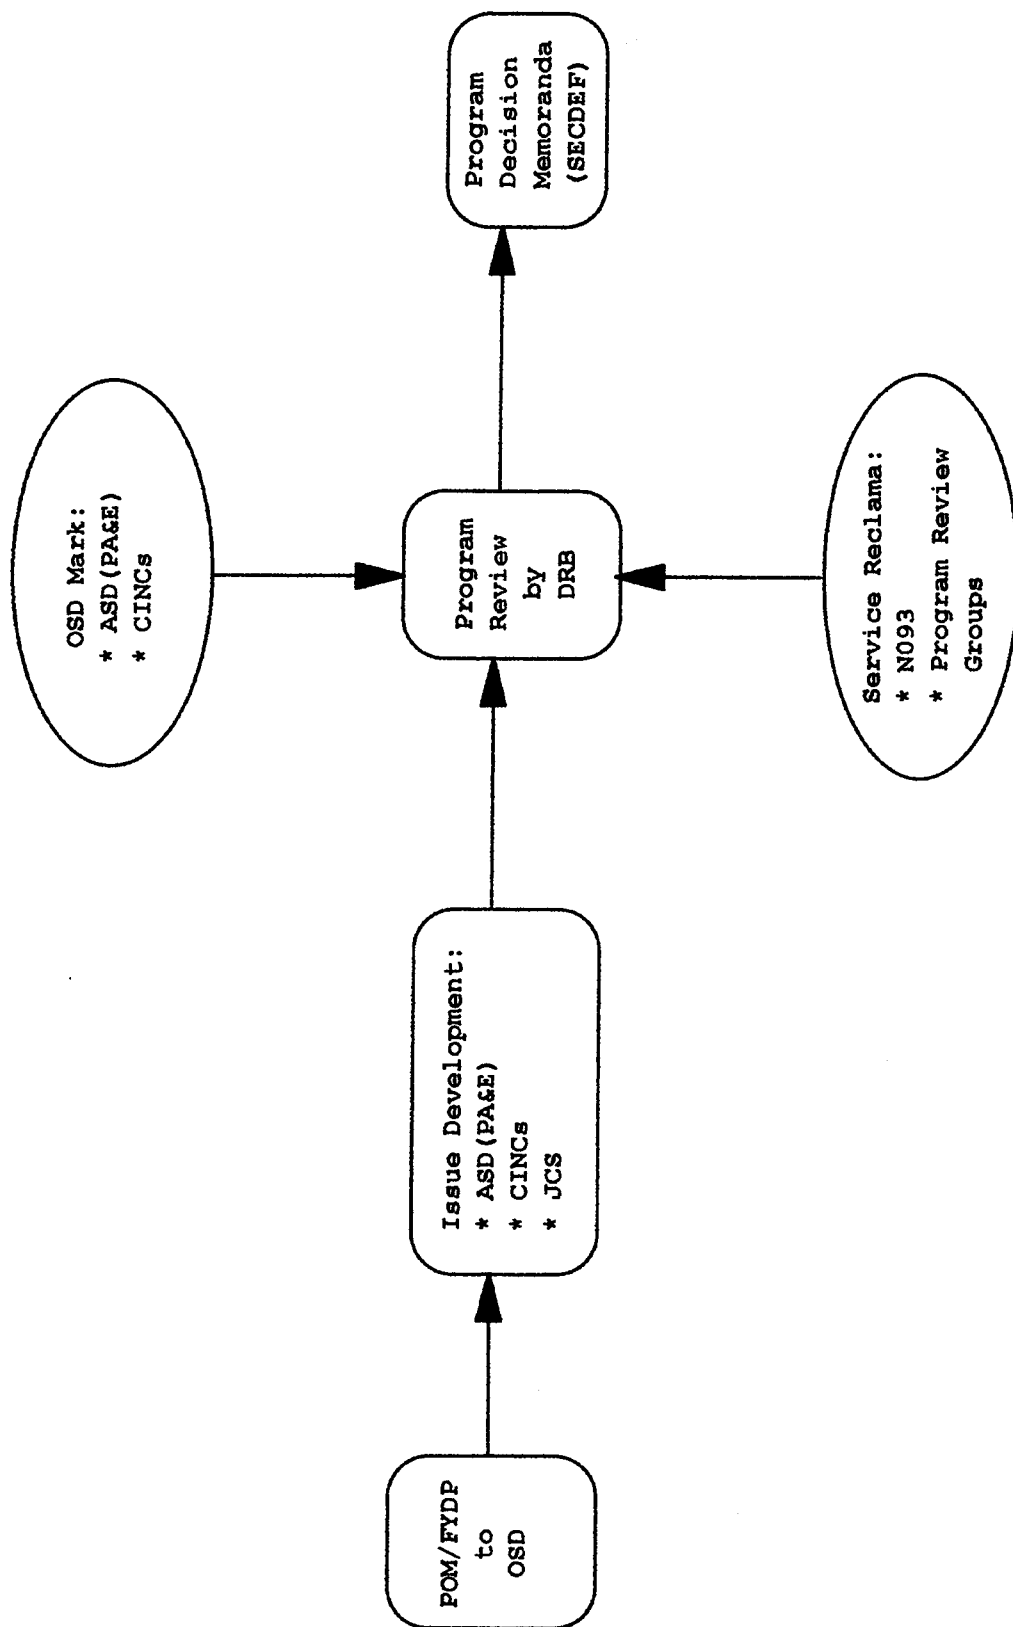 OSD Mark:
* ASD(PA&E)
* CINCs
POM/FYDP
to
OSD
Issue Development:
* ASD(PA&E)
* CINCs
* JCS
Program
Review
by
DRB
Program
Decision
Memoranda
(SECDEF)
Service Reclama:
* N093
* Program Review
Groups